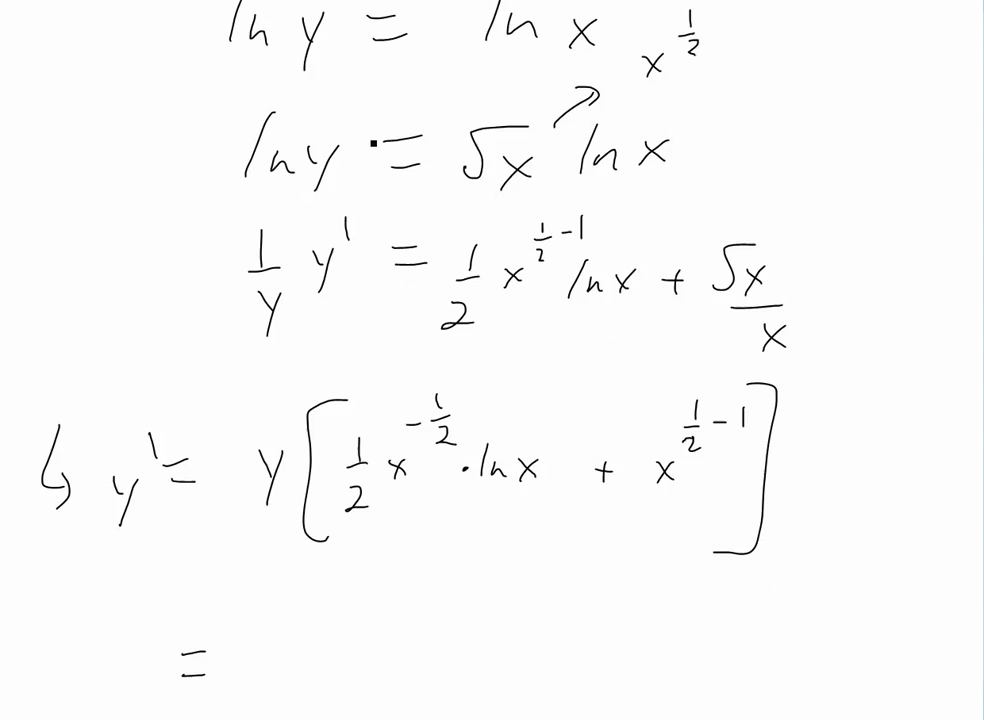 ln y = ln x x^{1/2}
ln y = √x ln x
1/y y' = 1/2 x^{1/2 - 1} ln x + √x/x
↳ y' = y[1/2 x^{-1/2} · ln x + x^{1/2 - 1}]
=